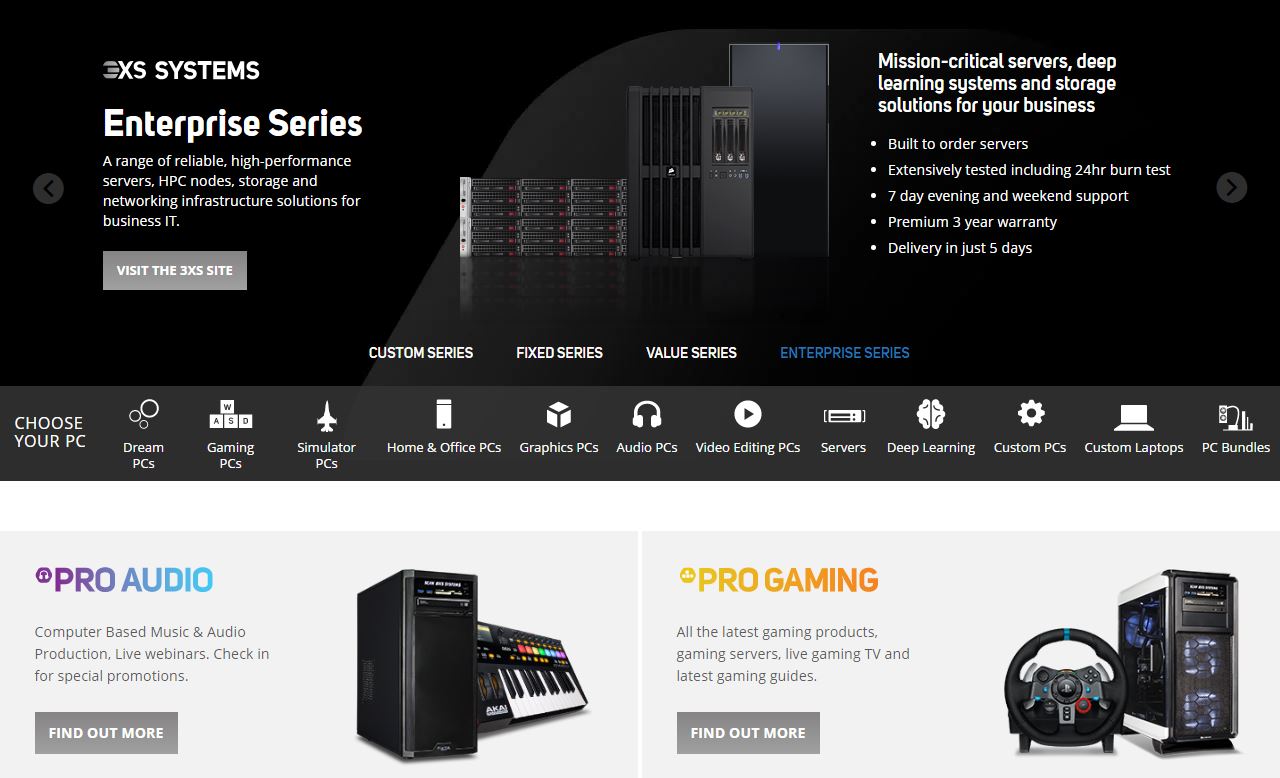 3XS SYSTEMS
Enterprise Series
A range of reliable, high-performance
servers, HPC nodes, storage and
networking infrastructure solutions for
business IT.
VISIT THE 3XS SITE
Mission-critical servers, deep
learning systems and storage
solutions for your business
Built to order servers
Extensively tested including 24hr burn test
7 day evening and weekend support
Premium 3 year warranty
Delivery in just 5 days
CUSTOM SERIES
FIXED SERIES
VALUE SERIES
ENTERPRISE SERIES
CHOOSE
YOUR PC
Dream
PCs
W
A S D
Gaming
PCs
Simulator
PCs
Home & Office PCs
Graphics PCs
Audio PCs
Video Editing PCs
Servers
Deep Learning
Custom PCs
Custom Laptops
PC Bundles
PRO AUDIO
Computer Based Music & Audio
Production, Live webinars. Check in
for special promotions.
FIND OUT MORE
AKAI
PRO GAMING
All the latest gaming products,
gaming servers, live gaming TV and
latest gaming guides.
FIND OUT MORE